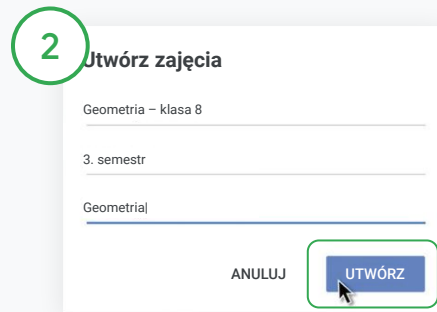 2
Utwórz zajęcia
Geometria – klasa 8
3. semestr
Geometria
ANULUJ UTWÓRZ